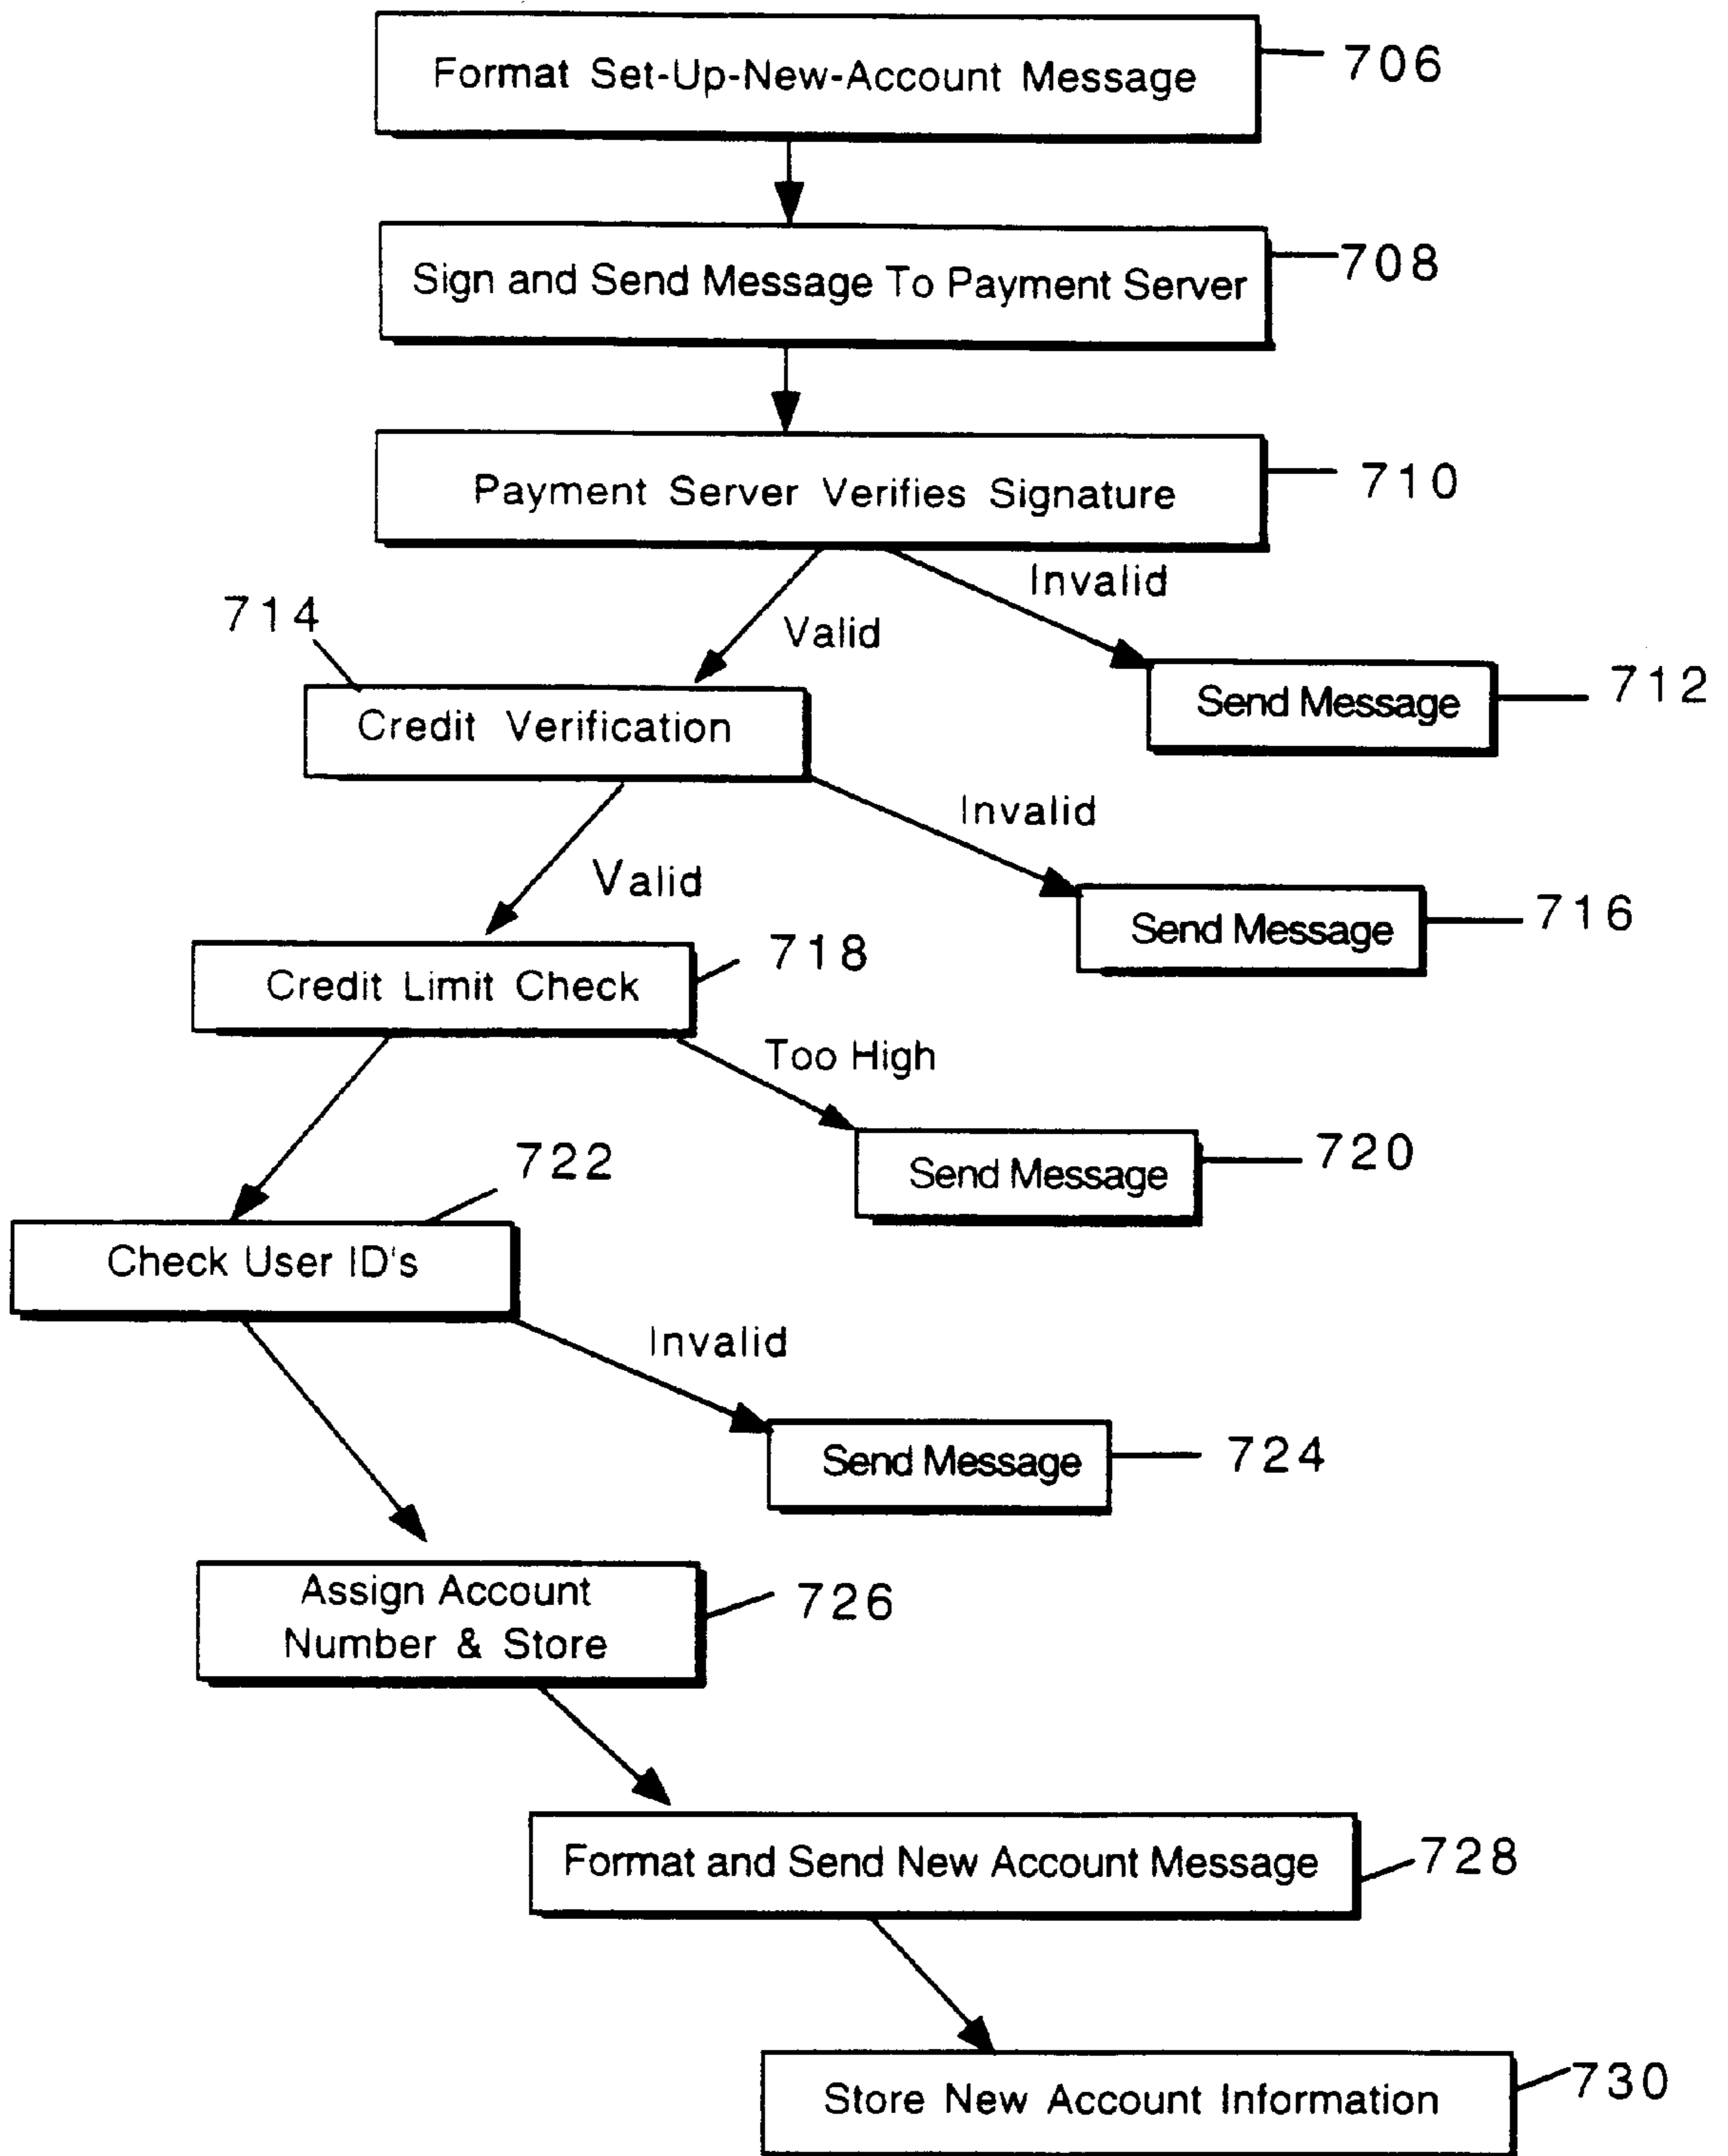 Format Set-Up-New-Account Message
706
Sign and Send Message To Payment Server
708
Payment Server Verifies Signature
710
Invalid
714
Valid
Send Message
712
Credit Verification
Invalid
Valid
Send Message
716
718
Credit Limit Check
Too High
722
Send Message
720
Check User ID's
Invalid
Send Message
724
Assign Account
Number & Store
726
Format and Send New Account Message
728
Store New Account Information
730